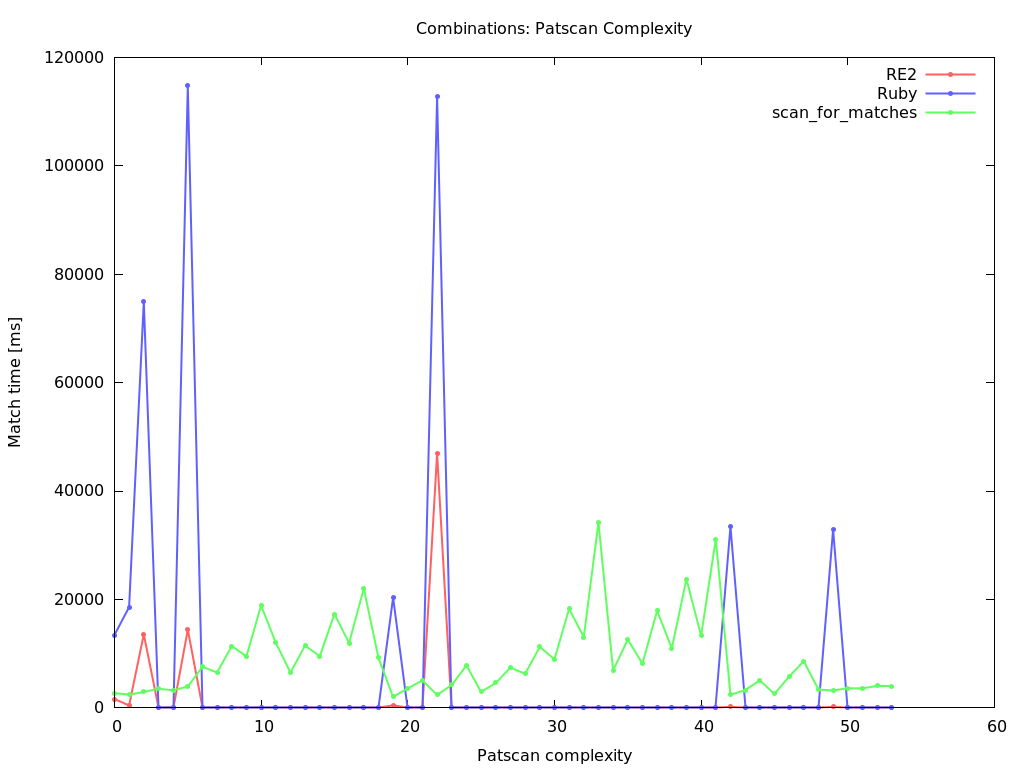 Combinations: Patscan Complexity
120000
100000
80000
60000
40000
20000
0
Match time [ms]
RE2
Ruby
scan_for_matches
0 10 20 30 40 50 60
Patscan complexity